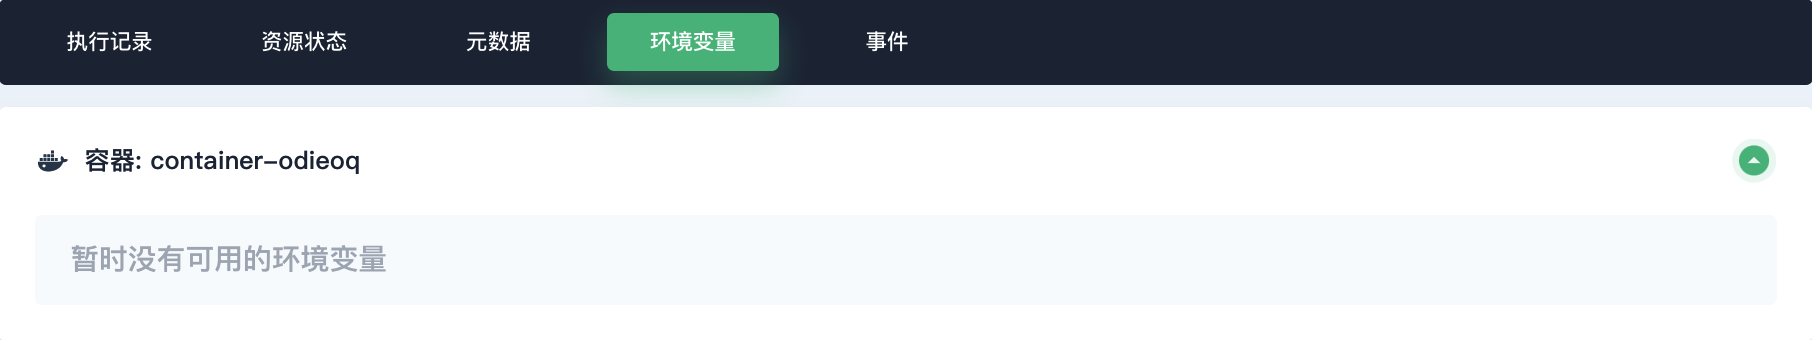 执行记录 资源状态 元数据 环境变量 事件
容器: container-odieoq
暂时没有可用的环境变量